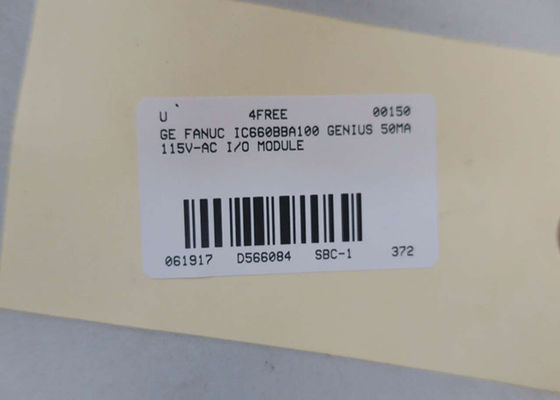 U ` 4FREE 00150
GE FANUC IC660BBA100 GENIUS 50MA
115V-AC I/O MODULE
061917 D566084 SBC-1 372